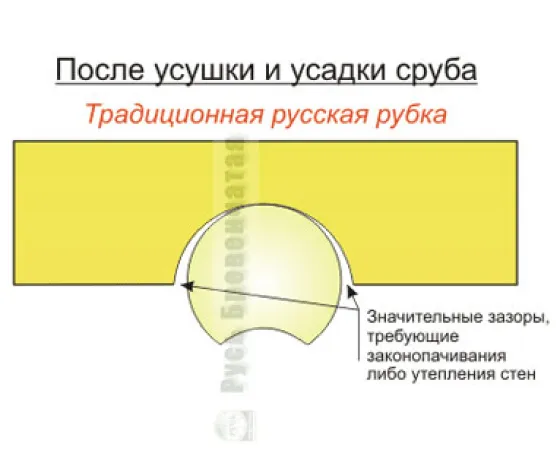 После усушки и усадки сруба
Традиционная русская рубка
Значительные зазоры,
требующие
законопачивания
либо утепления стен
Русь Бревенчатая